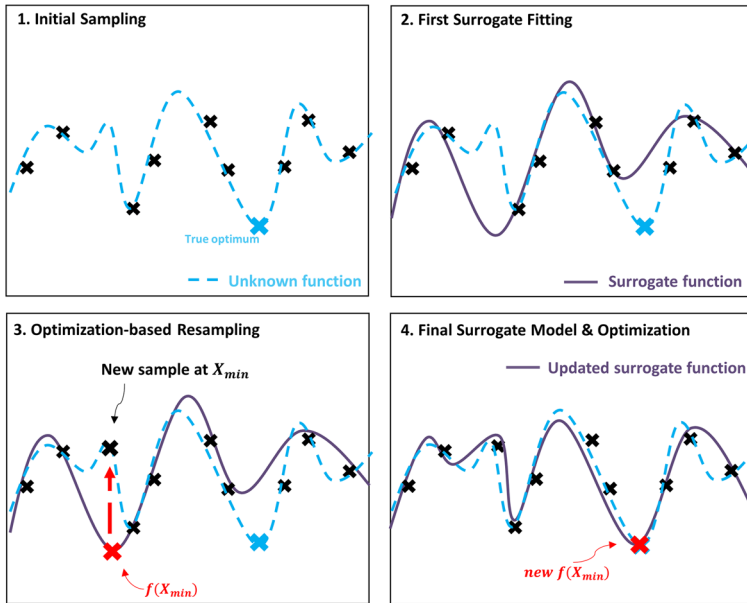 1. Initial Sampling
True optimum
Unknown function
2. First Surrogate Fitting
Surrogate function
3. Optimization-based Resampling
New sample at X_min
f(X_min)
4. Final Surrogate Model & Optimization
Updated surrogate function
new f(X_min)